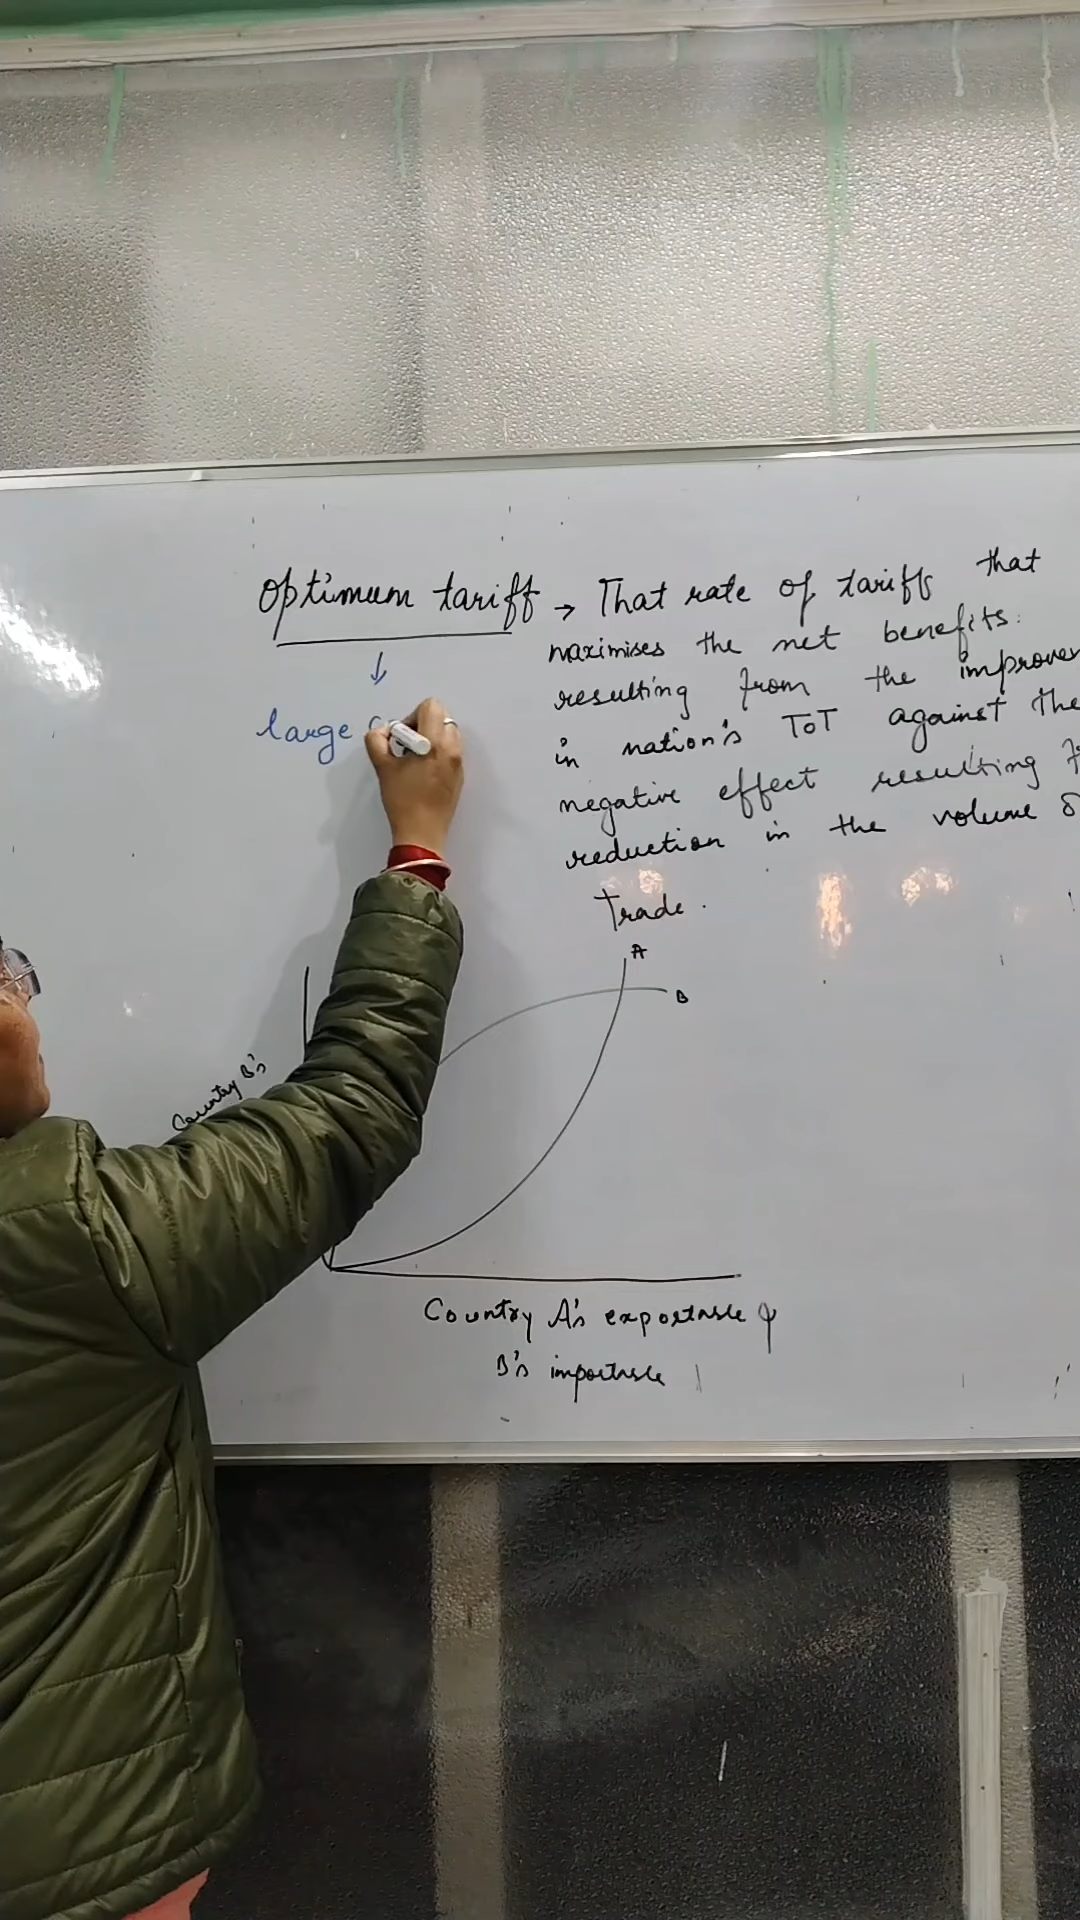 Optimum tariff → That rate of tariff that
maximises the net benefits.
resulting from the
in nation's ToT against the
negative effect resulting
reduction in the volume
Trade.
large
A
B
Country B's
Country A's exportable &
B's importable